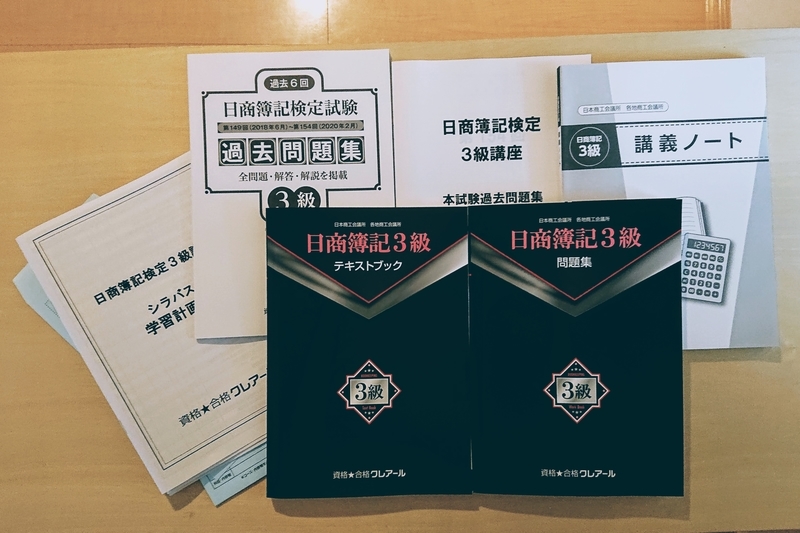 過去6回
日商簿記検定試験
第149回(2018年6月)～第154回(2020年2月)
過去問題集
全問題・解答・解説を掲載
3級
日商簿記検定
3級講座
本試験過去問題集
日本商工会議所 各地商工会議所
日商簿記
3級
講義ノート
1234567
日商簿記検定3級
シラバス
学習計画
資格★合格クレアール
日本商工会議所 各地商工会議所
日商簿記3級
テキストブック
3級
Text Book
資格★合格クレアール
日本商工会議所 各地商工会議所
日商簿記3級
問題集
3級
資格★合格クレアール